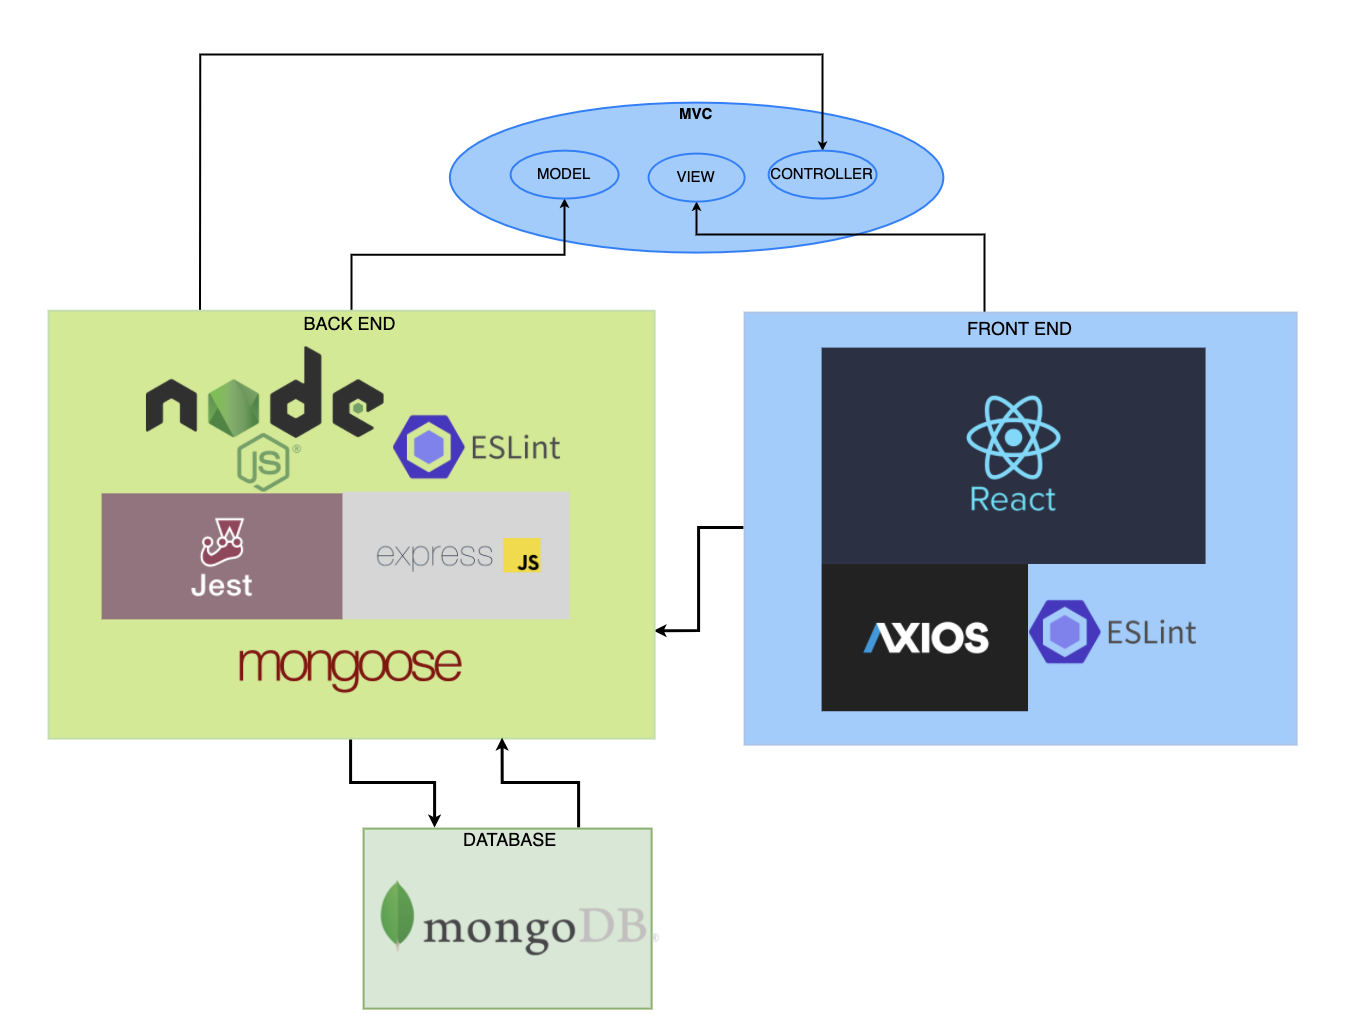 MVC
MODEL
VIEW
CONTROLLER
BACK END
node
JS®
ESLint
Jest
express JS
mongoose
FRONT END
React
AXIOS
ESLint
DATABASE
mongoDB®